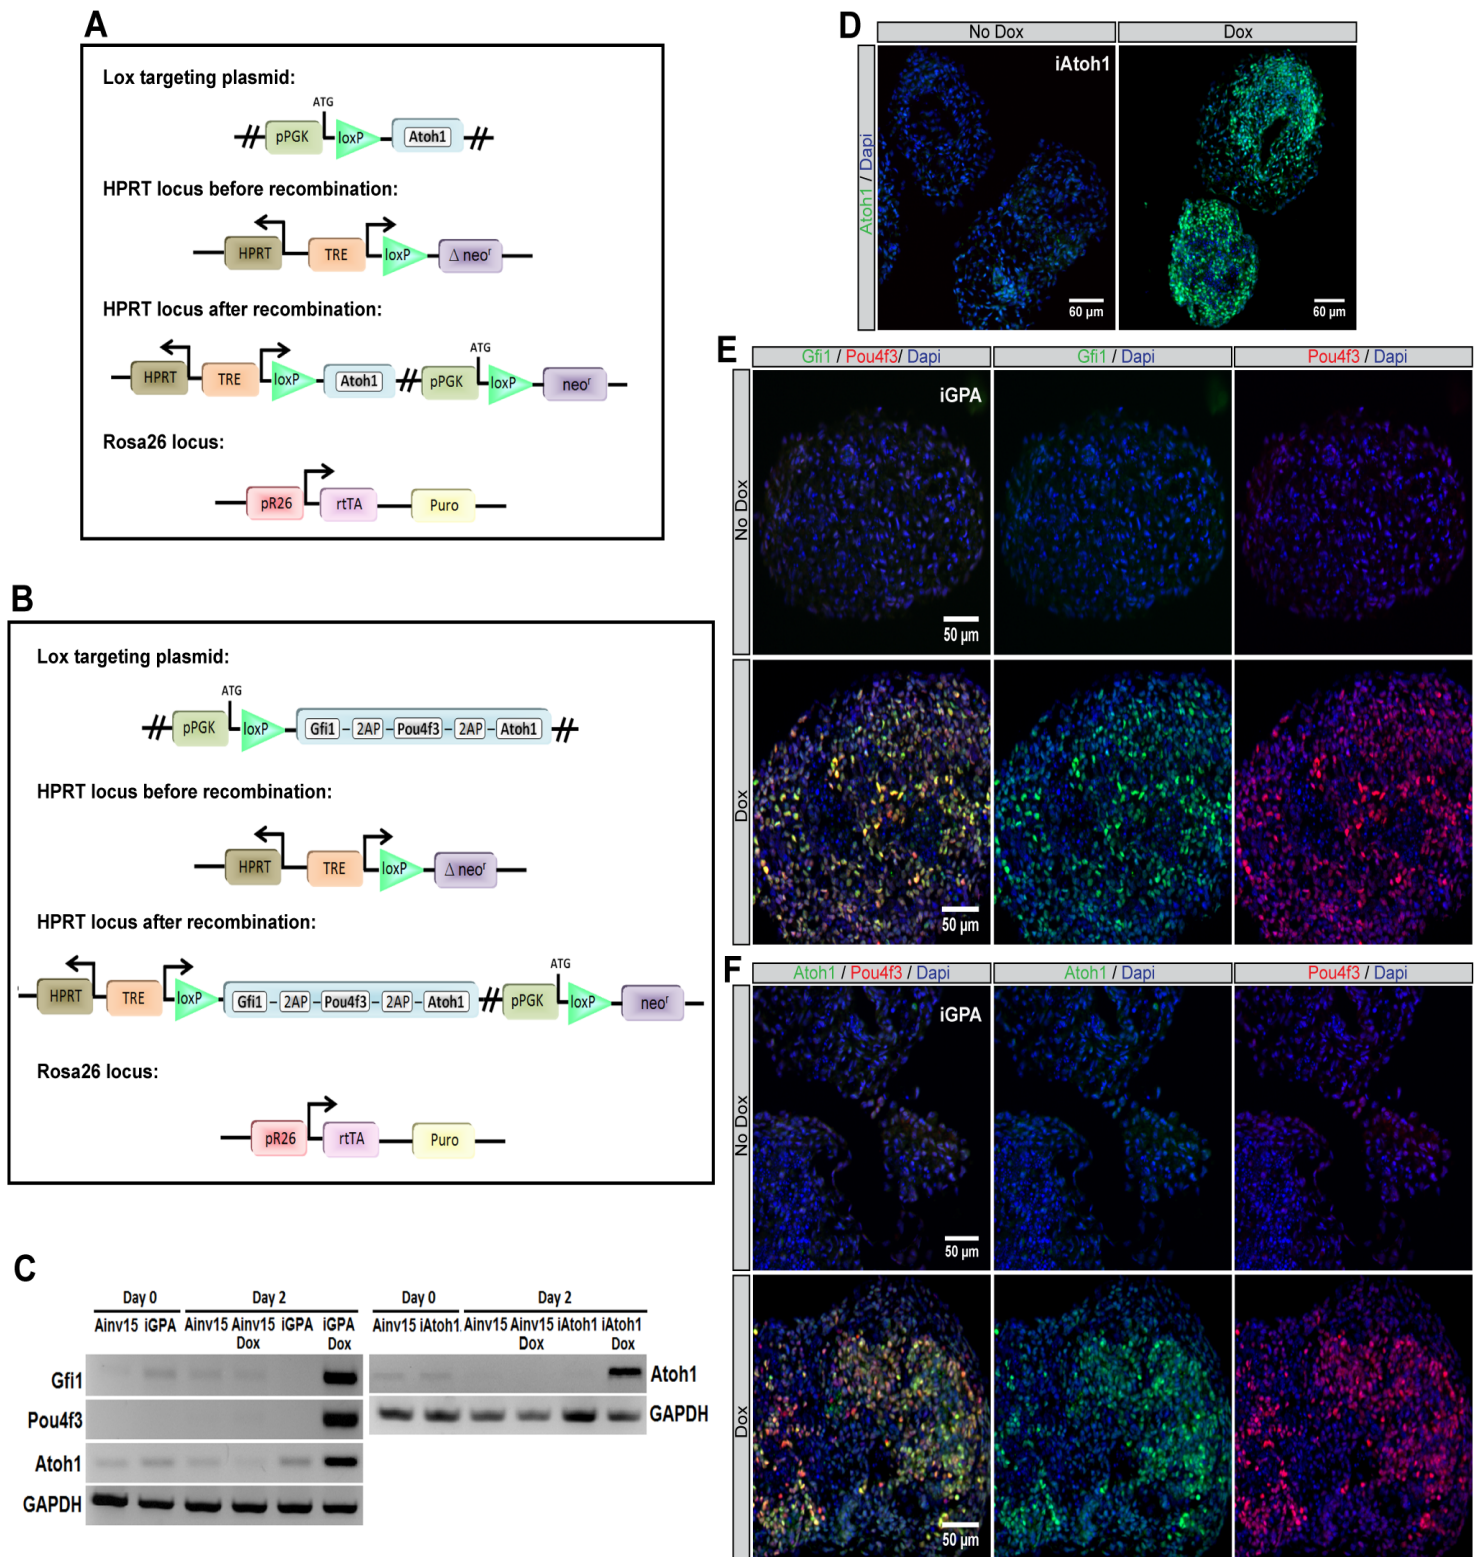 A
Lox targeting plasmid:
ATG
pPGK loxP Atoh1
HPRT locus before recombination:
HPRT TRE loxP Δ neoʳ
HPRT locus after recombination:
ATG
HPRT TRE loxP Atoh1 pPGK loxP neoʳ
Rosa26 locus:
pR26 rtTA Puro
B
Lox targeting plasmid:
ATG
pPGK loxP Gfi1 – 2AP – Pou4f3 – 2AP – Atoh1
HPRT locus before recombination:
HPRT TRE loxP Δ neoʳ
HPRT locus after recombination:
ATG
HPRT TRE loxP Gfi1 – 2AP – Pou4f3 – 2AP – Atoh1 pPGK loxP neoʳ
Rosa26 locus:
pR26 rtTA Puro
C
Day 0 Day 2
Ainv15 iGPA Ainv15 Ainv15 Dox iGPA iGPA Dox
Gfi1
Pou4f3
Atoh1
GAPDH
Day 0 Day 2
Ainv15 iAtoh1 Ainv15 Ainv15 Dox iAtoh1 iAtoh1 Dox
Atoh1
GAPDH
D
No Dox Dox
Atoh1 / Dapi
iAtoh1
60 µm 60 µm
E
Gfi1 / Pou4f3/ Dapi Gfi1 / Dapi Pou4f3 / Dapi
No Dox
iGPA
50 µm
Dox
50 µm
F
Atoh1 / Pou4f3 / Dapi Atoh1 / Dapi Pou4f3 / Dapi
No Dox
iGPA
50 µm
Dox
50 µm